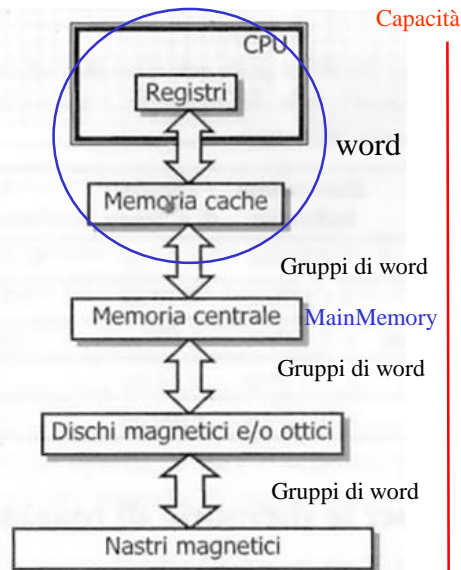 Capacità
CPU
Registri
word
Memoria cache
Gruppi di word
Memoria centrale
MainMemory
Gruppi di word
Dischi magnetici e/o ottici
Gruppi di word
Nastri magnetici